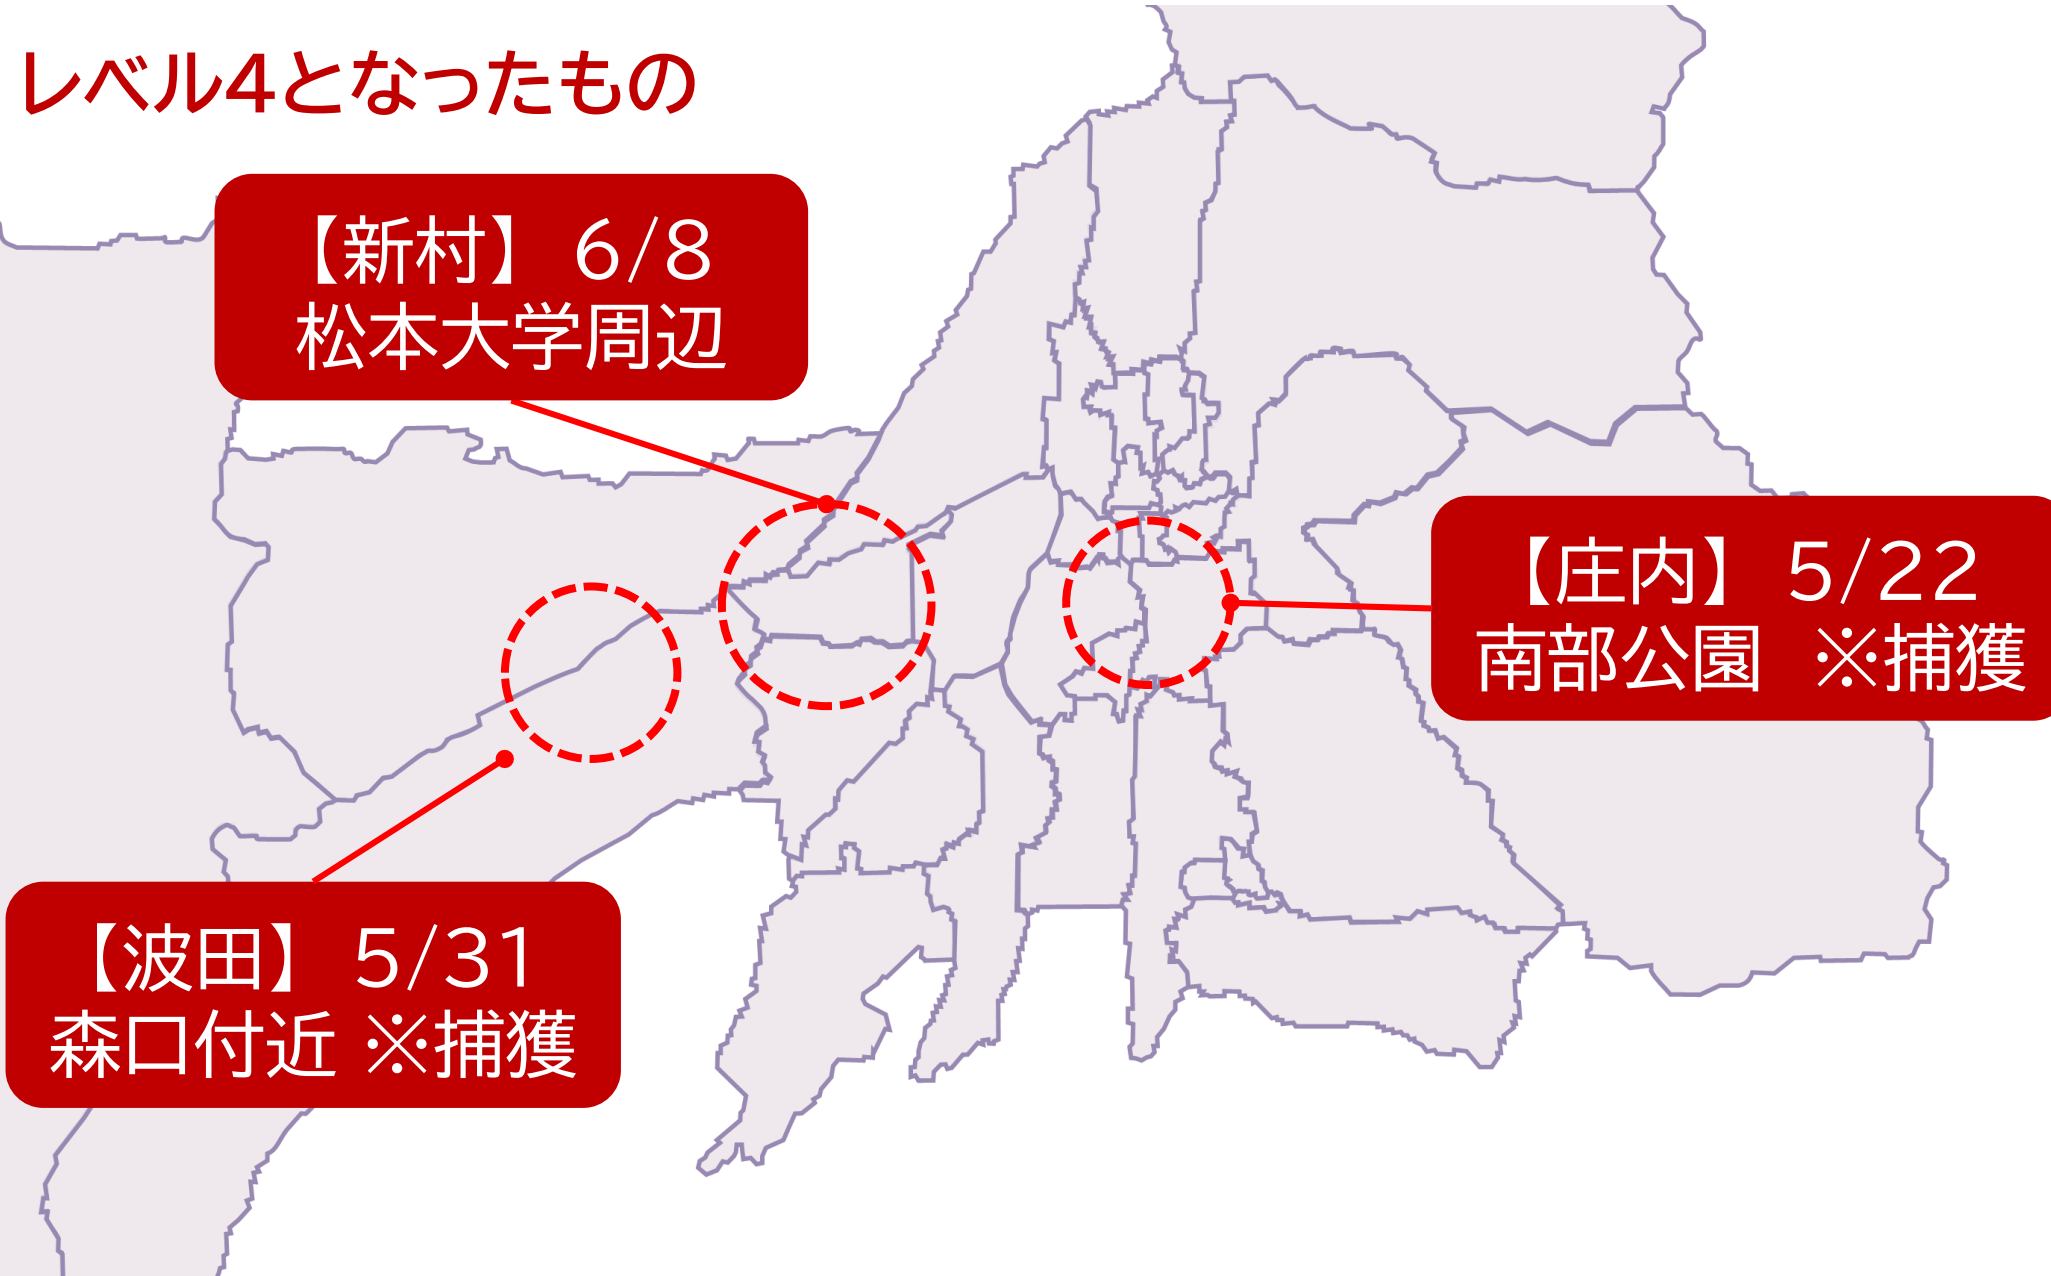 レベル4となったもの
【新村】 6/8
松本大学周辺
【庄内】 5/22
南部公園 ※捕獲
【波田】 5/31
森口付近 ※捕獲